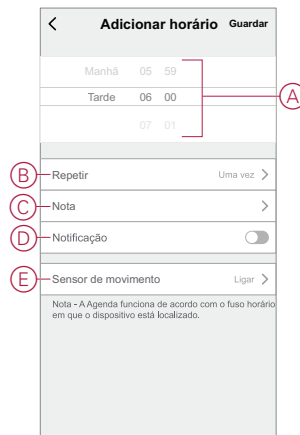 Adicionar horário Guardar
Manhã 05 59
Tarde 06 00
07 01
A
B Repetir Uma vez
C Nota
D Notificação
E Sensor de movimento Ligar
Nota - A Agenda funciona de acordo com o fuso horário
em que o dispositivo está localizado.